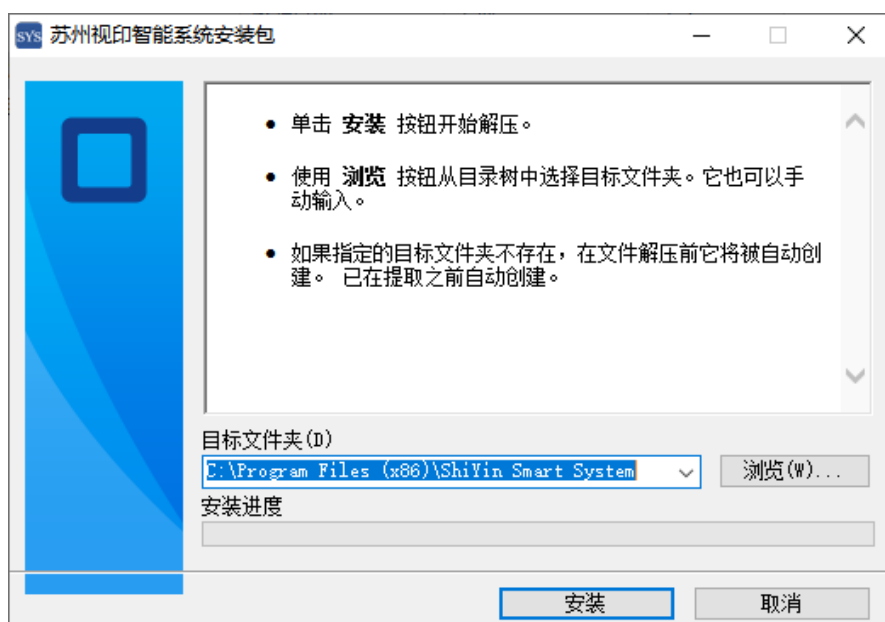 SYS 苏州视印智能系统安装包
• 单击 安装 按钮开始解压。
• 使用 浏览 按钮从目录树中选择目标文件夹。它也可以手
动输入。
• 如果指定的目标文件夹不存在，在文件解压前它将被自动创
建。 已在提取之前自动创建。
目标文件夹(D)
C:\Program Files (x86)\ShiYin Smart System
浏览(W)...
安装进度
安装
取消